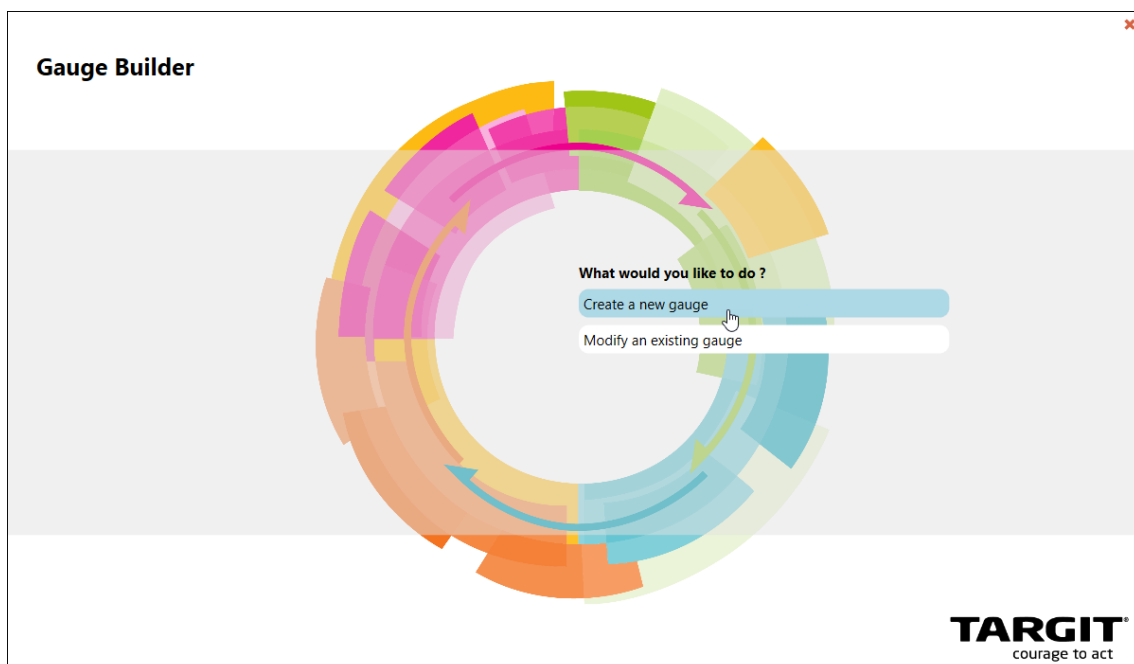 Gauge Builder
What would you like to do ?
Create a new gauge
Modify an existing gauge
TARGIT®
courage to act